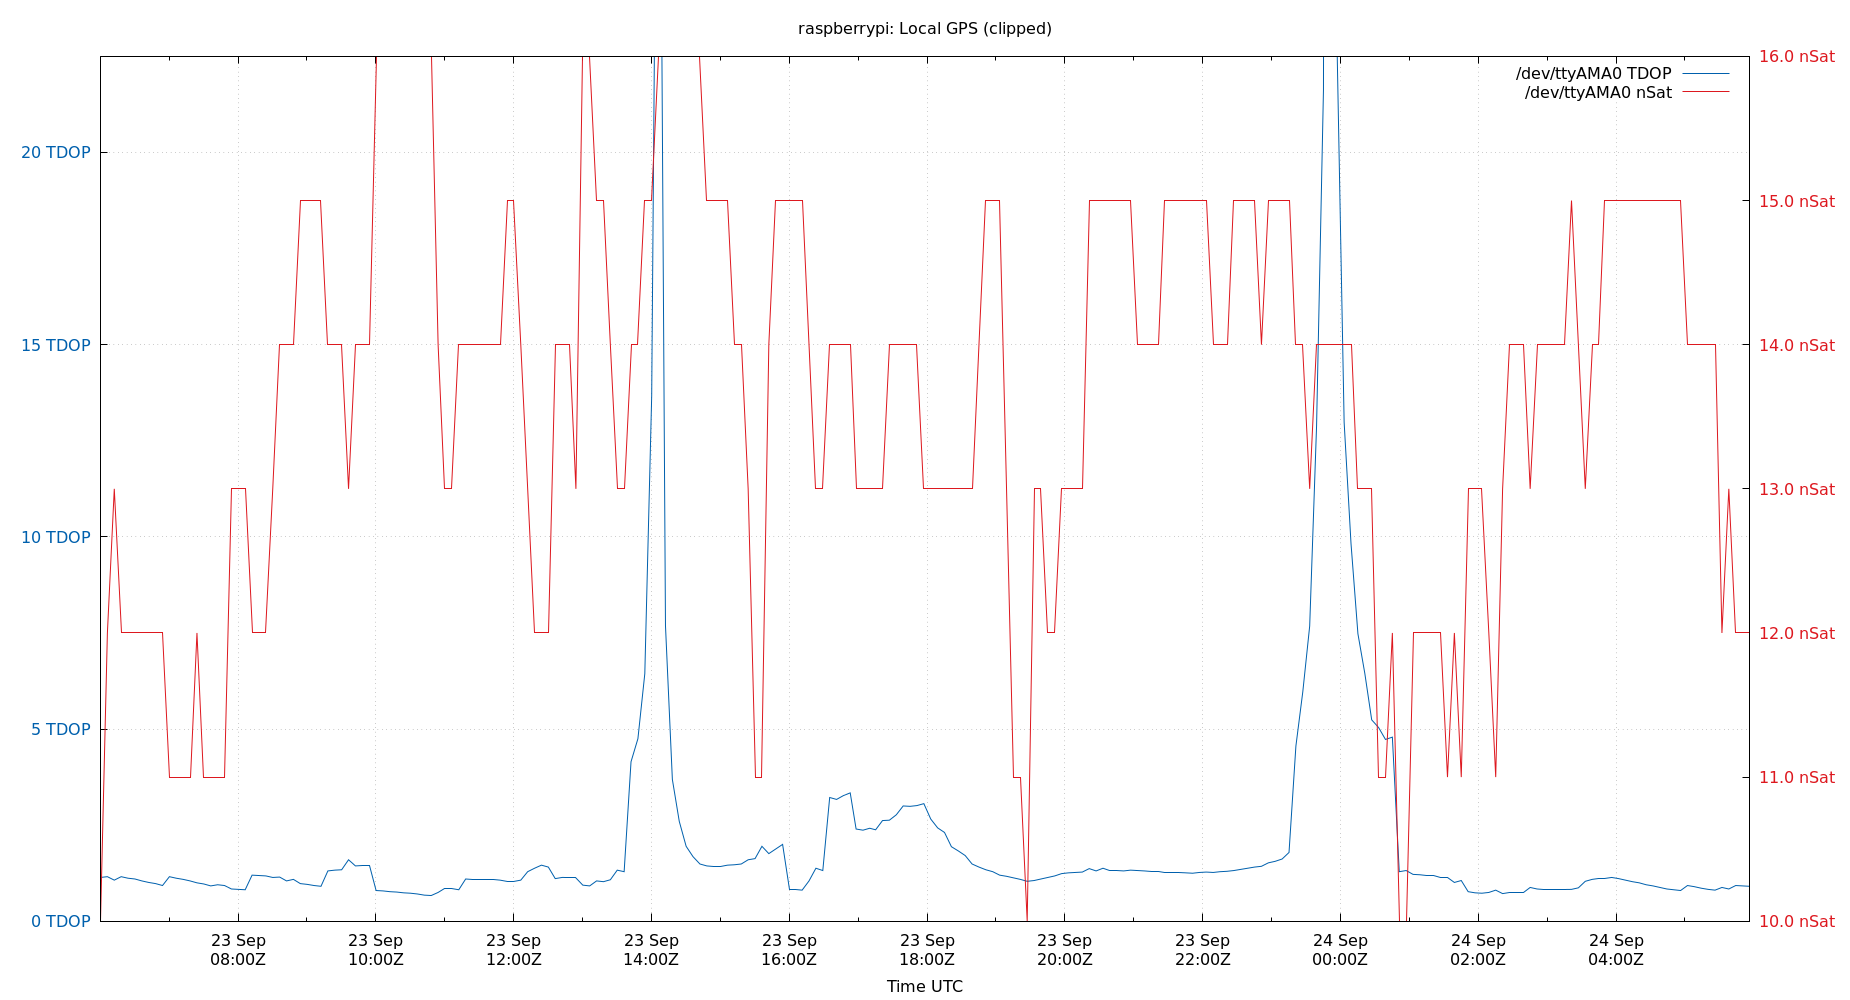 raspberrypi: Local GPS (clipped)
/dev/ttyAMA0 TDOP
/dev/ttyAMA0 nSat
20 TDOP
15 TDOP
10 TDOP
5 TDOP
0 TDOP
16.0 nSat
15.0 nSat
14.0 nSat
13.0 nSat
12.0 nSat
11.0 nSat
10.0 nSat
23 Sep
08:00Z
23 Sep
10:00Z
23 Sep
12:00Z
23 Sep
14:00Z
23 Sep
16:00Z
23 Sep
18:00Z
23 Sep
20:00Z
23 Sep
22:00Z
24 Sep
00:00Z
24 Sep
02:00Z
24 Sep
04:00Z
Time UTC